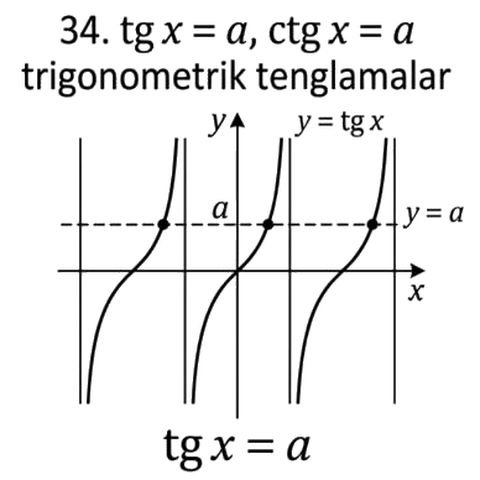 34. tg x = a, ctg x = a
trigonometrik tenglamalar
y
y = tg x
a
y = a
x
tg x = a